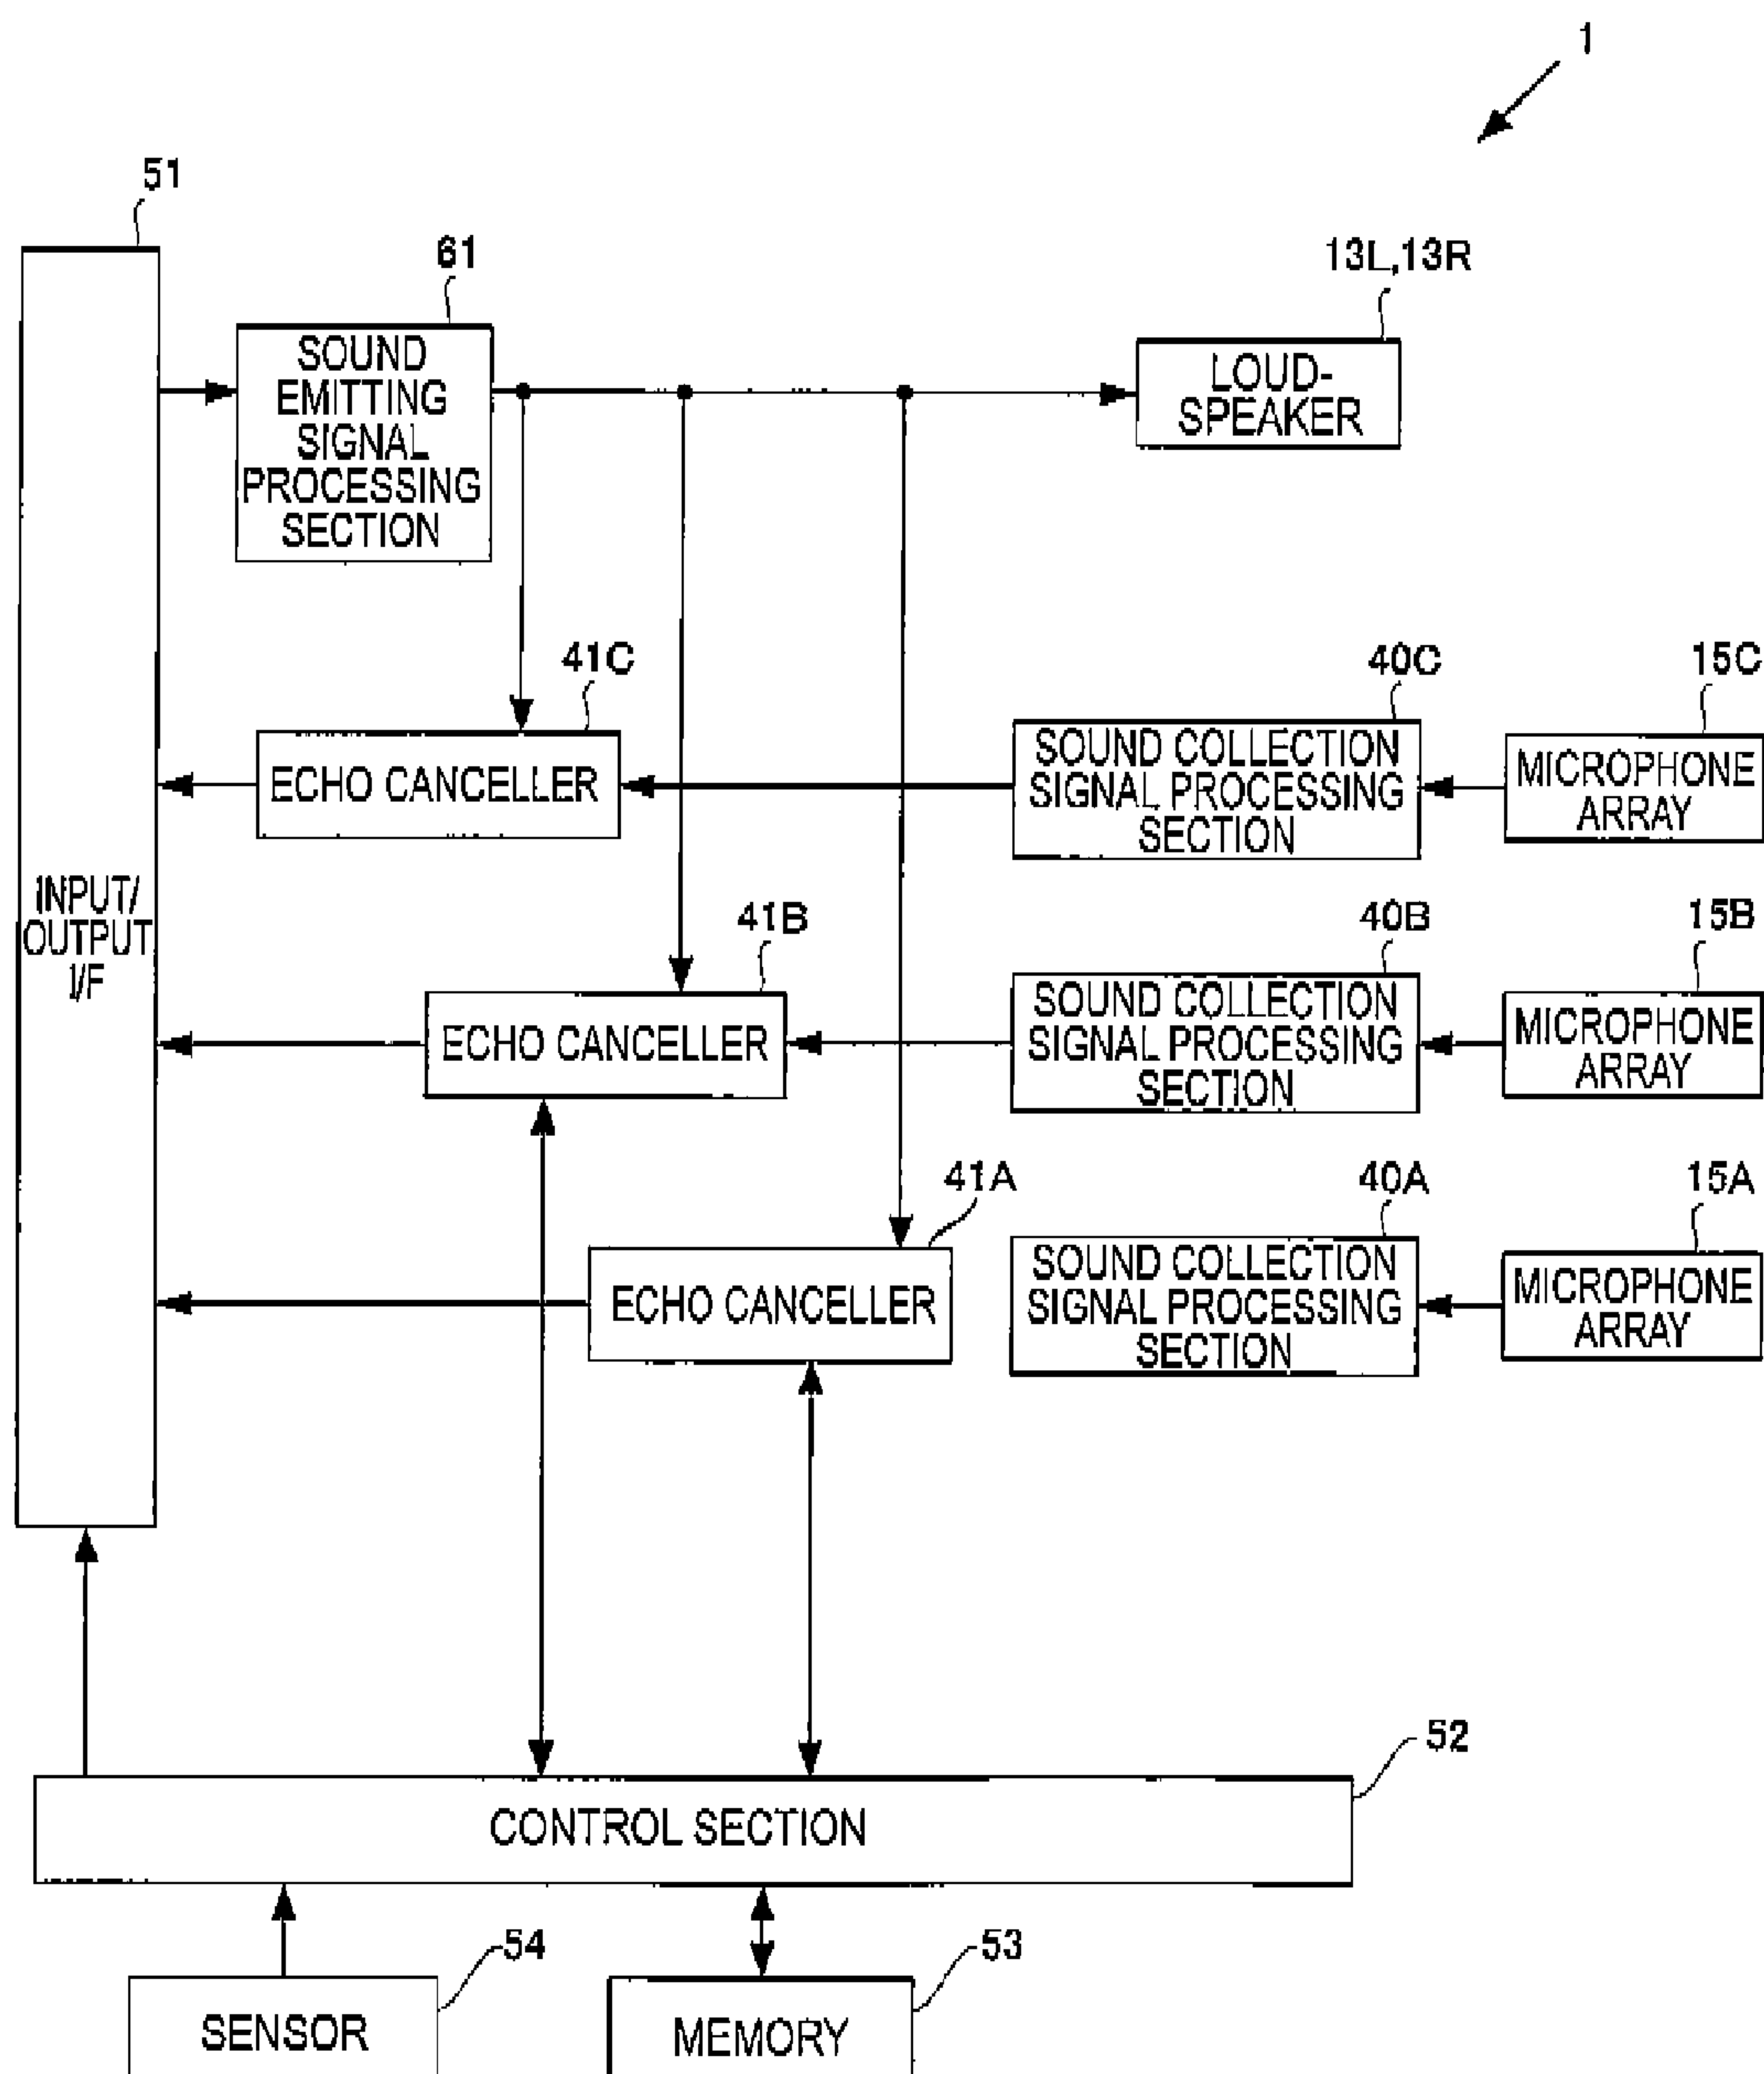 1
51
61
13L,13R
SOUND
EMITTING
SIGNAL
PROCESSING
SECTION
LOUD-
SPEAKER
41C
40C
15C
ECHO CANCELLER
SOUND COLLECTION
SIGNAL PROCESSING
SECTION
MICROPHONE
ARRAY
INPUT/
OUTPUT
I/F
41B
40B
15B
ECHO CANCELLER
SOUND COLLECTION
SIGNAL PROCESSING
SECTION
MICROPHONE
ARRAY
41A
40A
15A
ECHO CANCELLER
SOUND COLLECTION
SIGNAL PROCESSING
SECTION
MICROPHONE
ARRAY
52
CONTROL SECTION
54
53
SENSOR
MEMORY